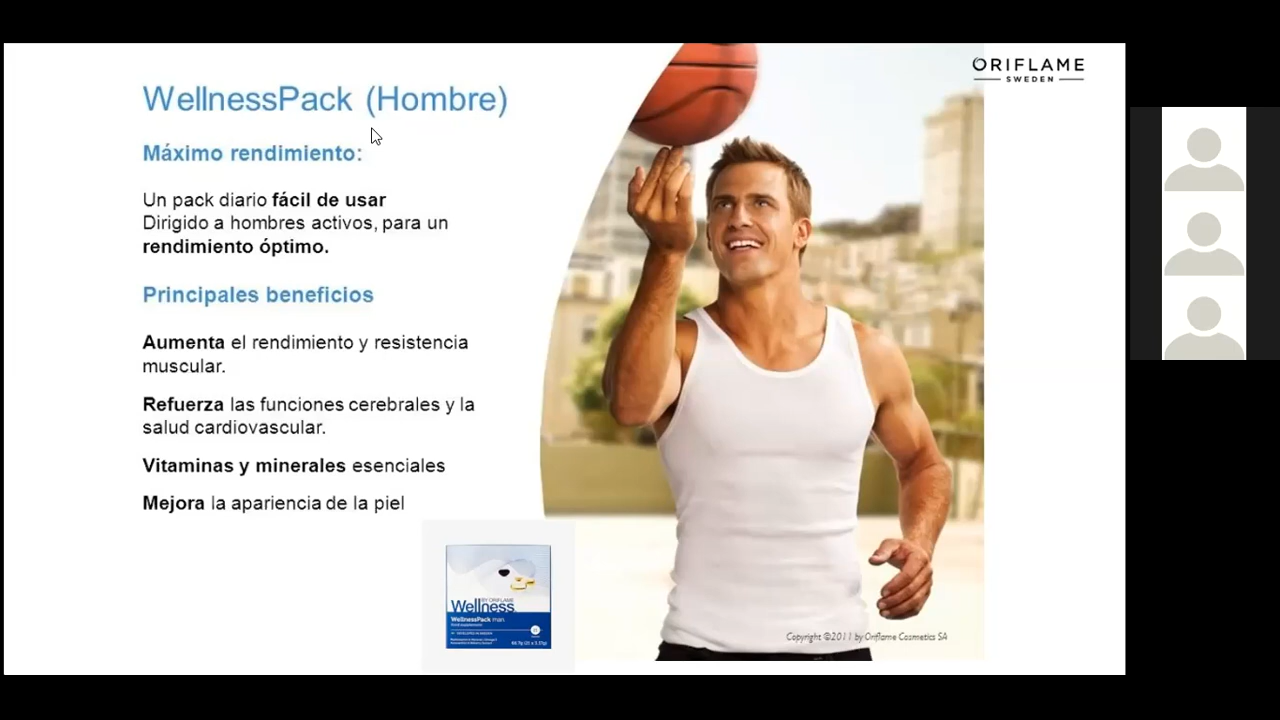 WellnessPack (Hombre)
ORIFLAME
SWEDEN
Máximo rendimiento:
Un pack diario fácil de usar
Dirigido a hombres activos, para un
rendimiento óptimo.
Principales beneficios
Aumenta el rendimiento y resistencia
muscular.
Refuerza las funciones cerebrales y la
salud cardiovascular.
Vitaminas y minerales esenciales
Mejora la apariencia de la piel
BY ORIFLAME
Wellness
WellnessPack man
Copyright ©2011 by Oriflame Cosmetics SA